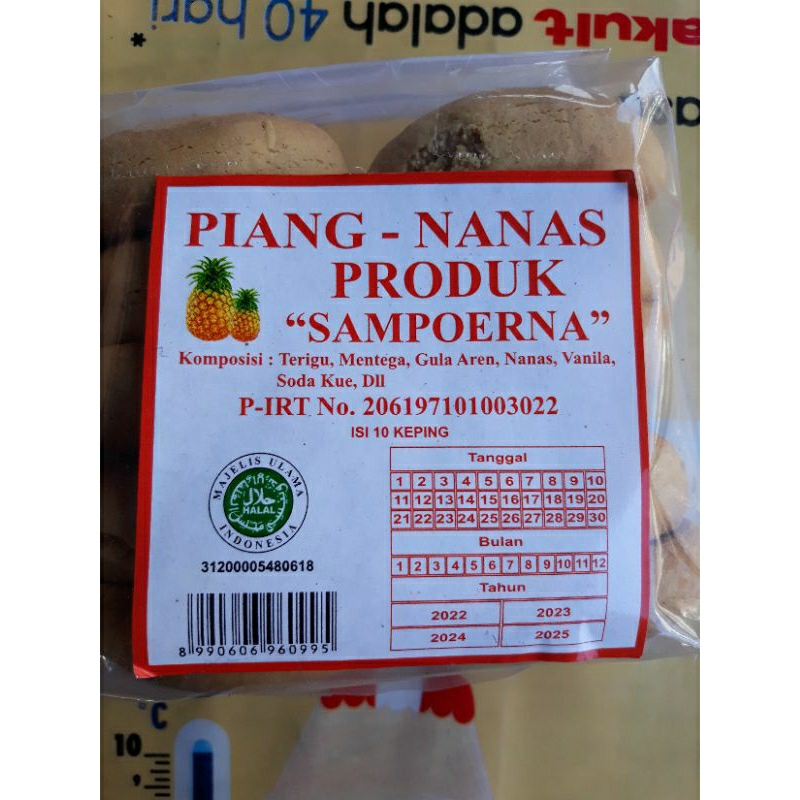 akult adalah 40 hari
*
PIANG - NANAS
PRODUK
“SAMPOERNA”
Komposisi : Terigu, Mentega, Gula Aren, Nanas, Vanila,
Soda Kue, Dll
P-IRT No. 206197101003022
ISI 10 KEPING
MAJELIS ULAMA
حلال
HALAL
INDONESIA
31200005480618
8 990606 960995
Tanggal
1 2 3 4 5 6 7 8 9 10
11 12 13 14 15 16 17 18 19 20
21 22 23 24 25 26 27 28 29 30
Bulan
1 2 3 4 5 6 7 8 9 10 11 12
Tahun
2022 2023
2024 2025
°C
10
9